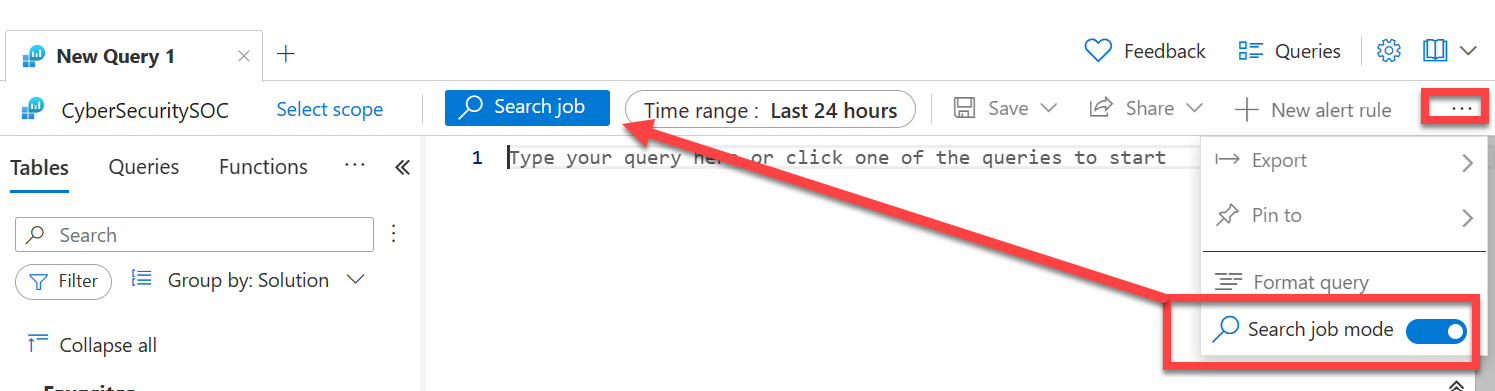 New Query 1
Feedback
Queries
CyberSecuritySOC
Select scope
Search job
Time range : Last 24 hours
Save
Share
New alert rule
...
Tables
Queries
Functions
...
1
Type your query here or click one of the queries to start
Export
Pin to
Search
Filter
Group by: Solution
Format query
Search job mode
Collapse all
Favorites